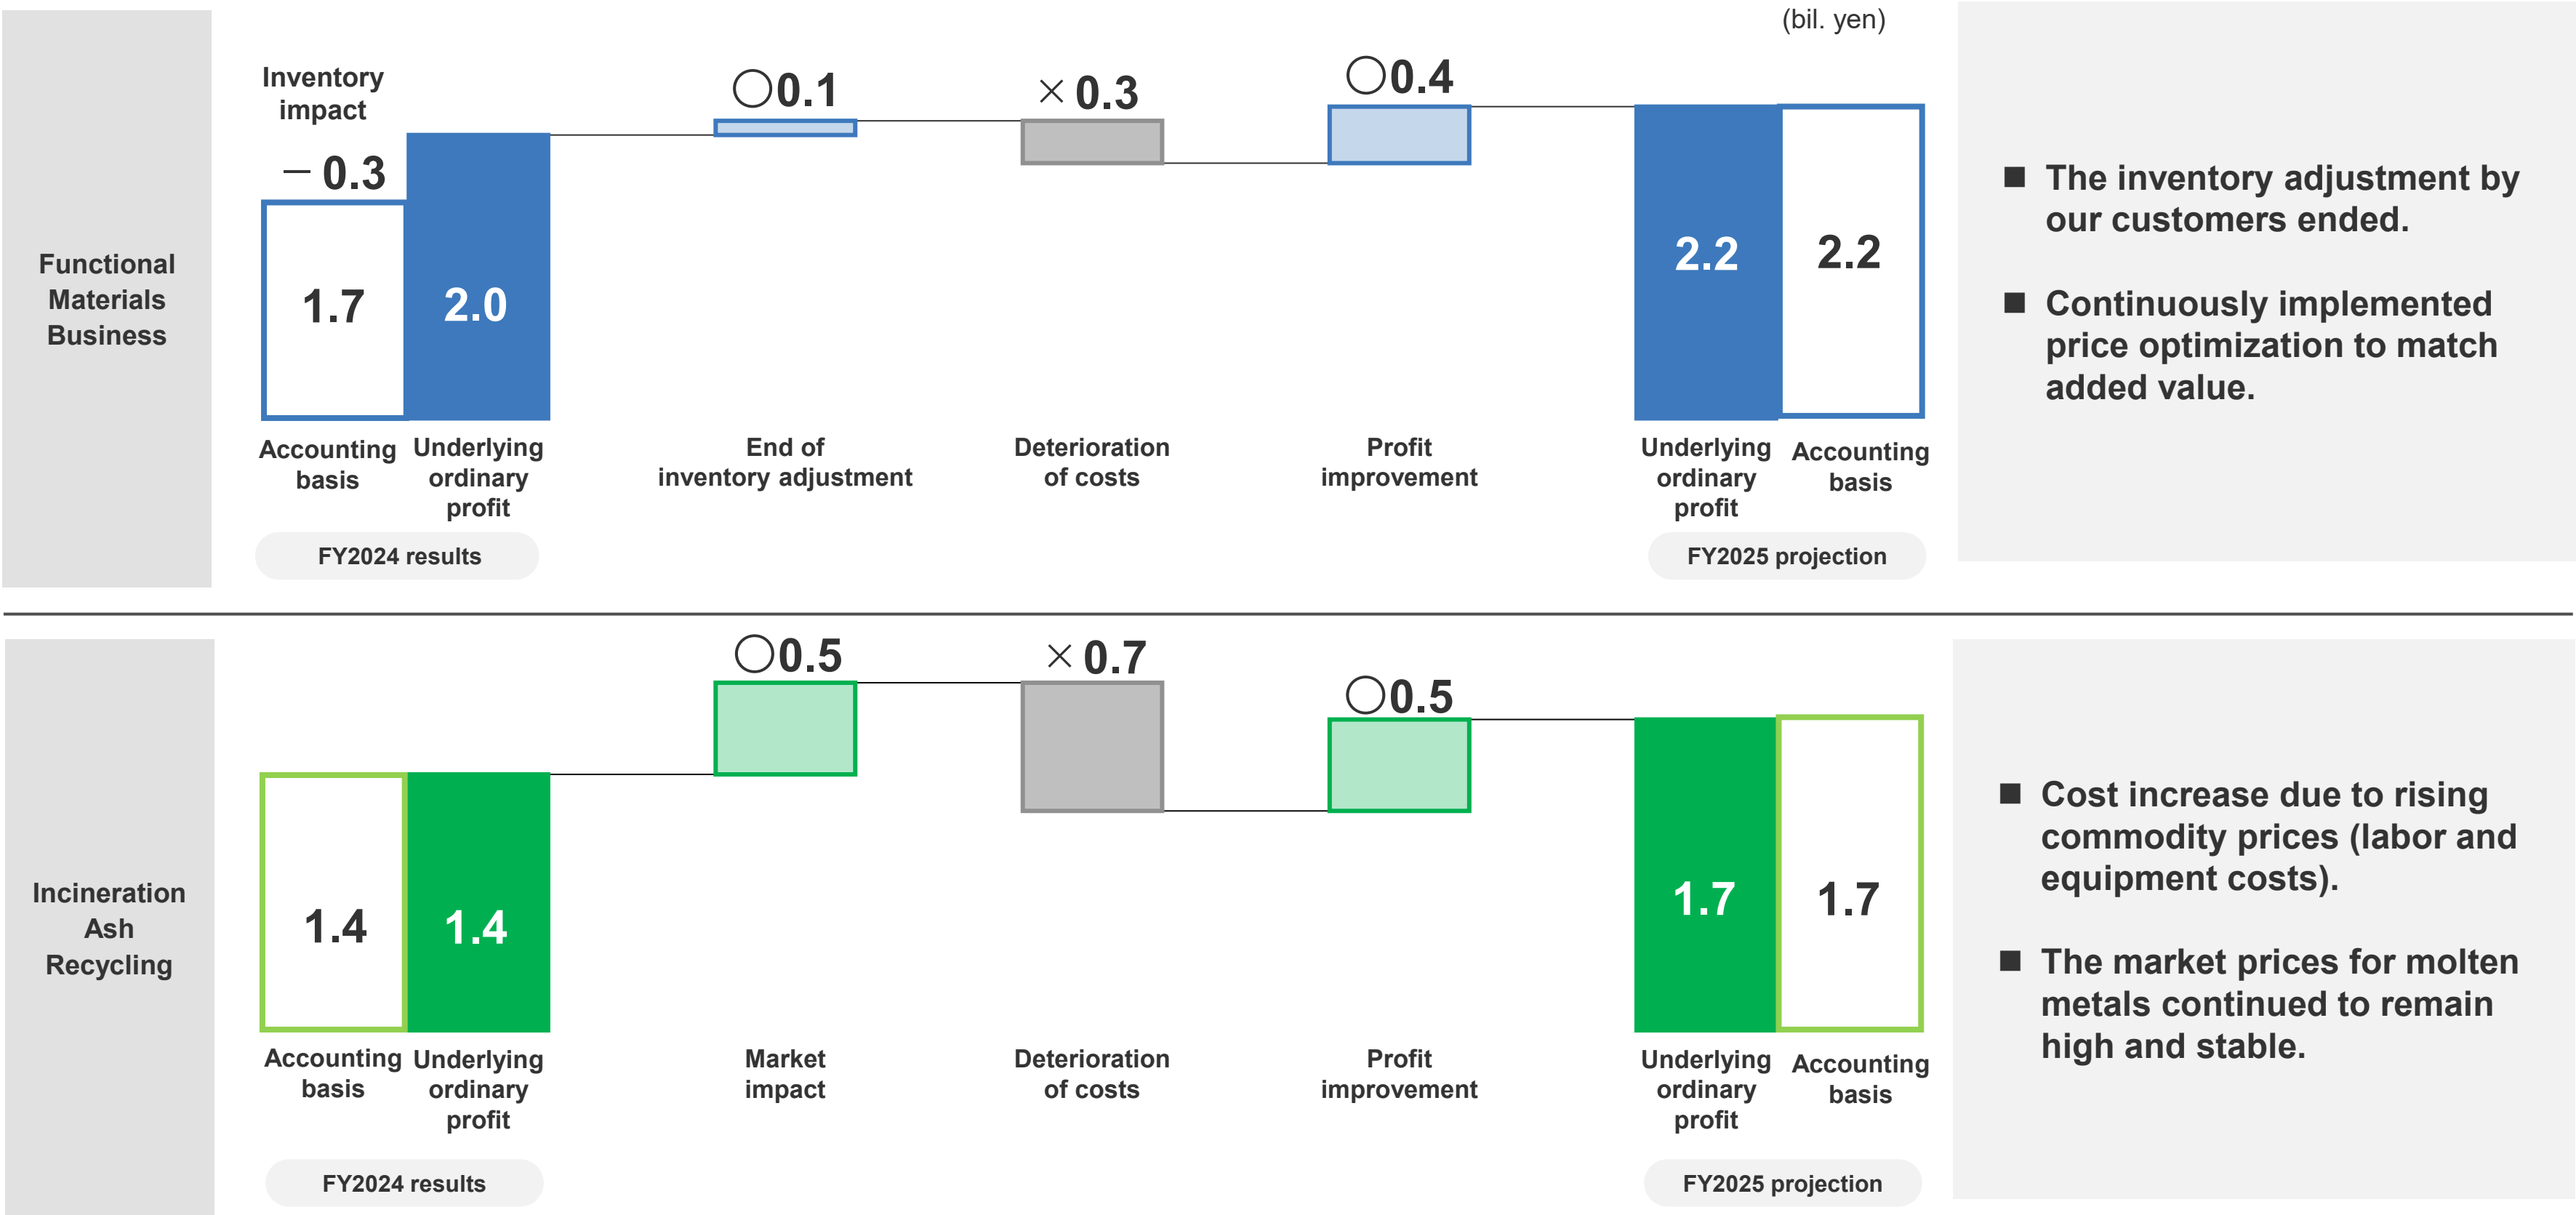 (bil. yen)
Functional
Materials
Business
Inventory
impact
－0.3
1.7
2.0
○0.1
×0.3
○0.4
2.2
2.2
Accounting
basis
Underlying
ordinary
profit
End of
inventory adjustment
Deterioration
of costs
Profit
improvement
Underlying
ordinary
profit
Accounting
basis
FY2024 results
FY2025 projection
■ The inventory adjustment by
our customers ended.
■ Continuously implemented
price optimization to match
added value.
Incineration
Ash
Recycling
1.4
1.4
○0.5
×0.7
○0.5
1.7
1.7
Accounting
basis
Underlying
ordinary
profit
Market
impact
Deterioration
of costs
Profit
improvement
Underlying
ordinary
profit
Accounting
basis
FY2024 results
FY2025 projection
■ Cost increase due to rising
commodity prices (labor and
equipment costs).
■ The market prices for molten
metals continued to remain
high and stable.